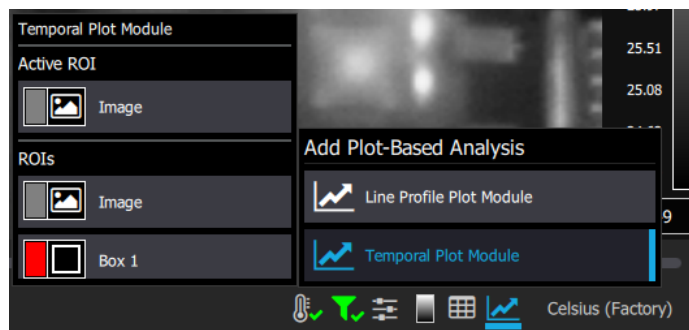 Temporal Plot Module
Active ROI
Image
ROIs
Image
Box 1
25.51
25.08
Add Plot-Based Analysis
Line Profile Plot Module
9
Temporal Plot Module
Celsius (Factory)